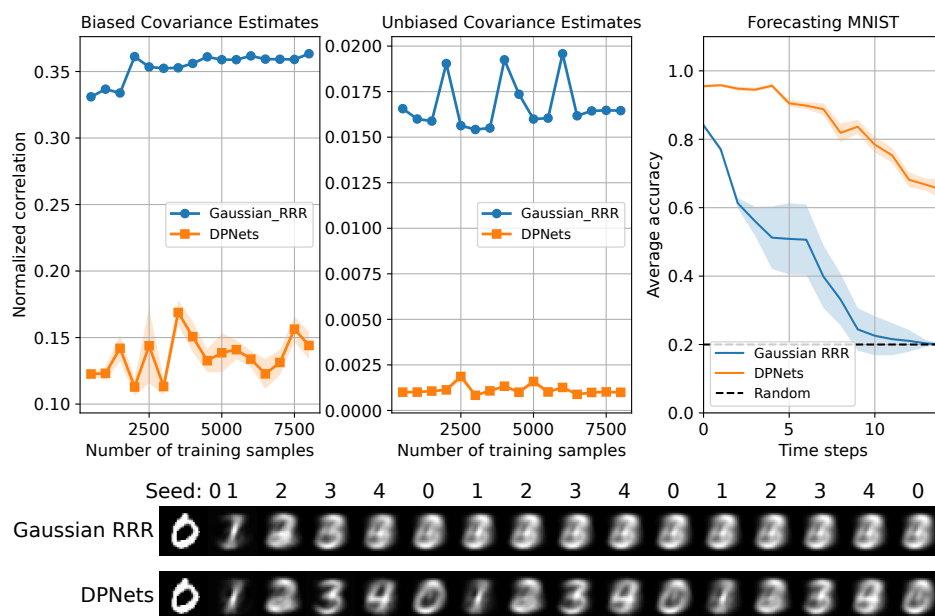 Biased Covariance Estimates
Normalized correlation
0.35
0.30
0.25
0.20
0.15
0.10
Gaussian_RRR
DPNets
2500 5000 7500
Number of training samples
Unbiased Covariance Estimates
0.0200
0.0175
0.0150
0.0125
0.0100
0.0075
0.0050
0.0025
0.0000
Gaussian_RRR
DPNets
2500 5000 7500
Number of training samples
Forecasting MNIST
Average accuracy
1.0
0.8
0.6
0.4
0.2
0.0
Gaussian RRR
DPNets
Random
0 5 10
Time steps
Seed: 0 1 2 3 4 0 1 2 3 4 0 1 2 3 4 0
Gaussian RRR
DPNets